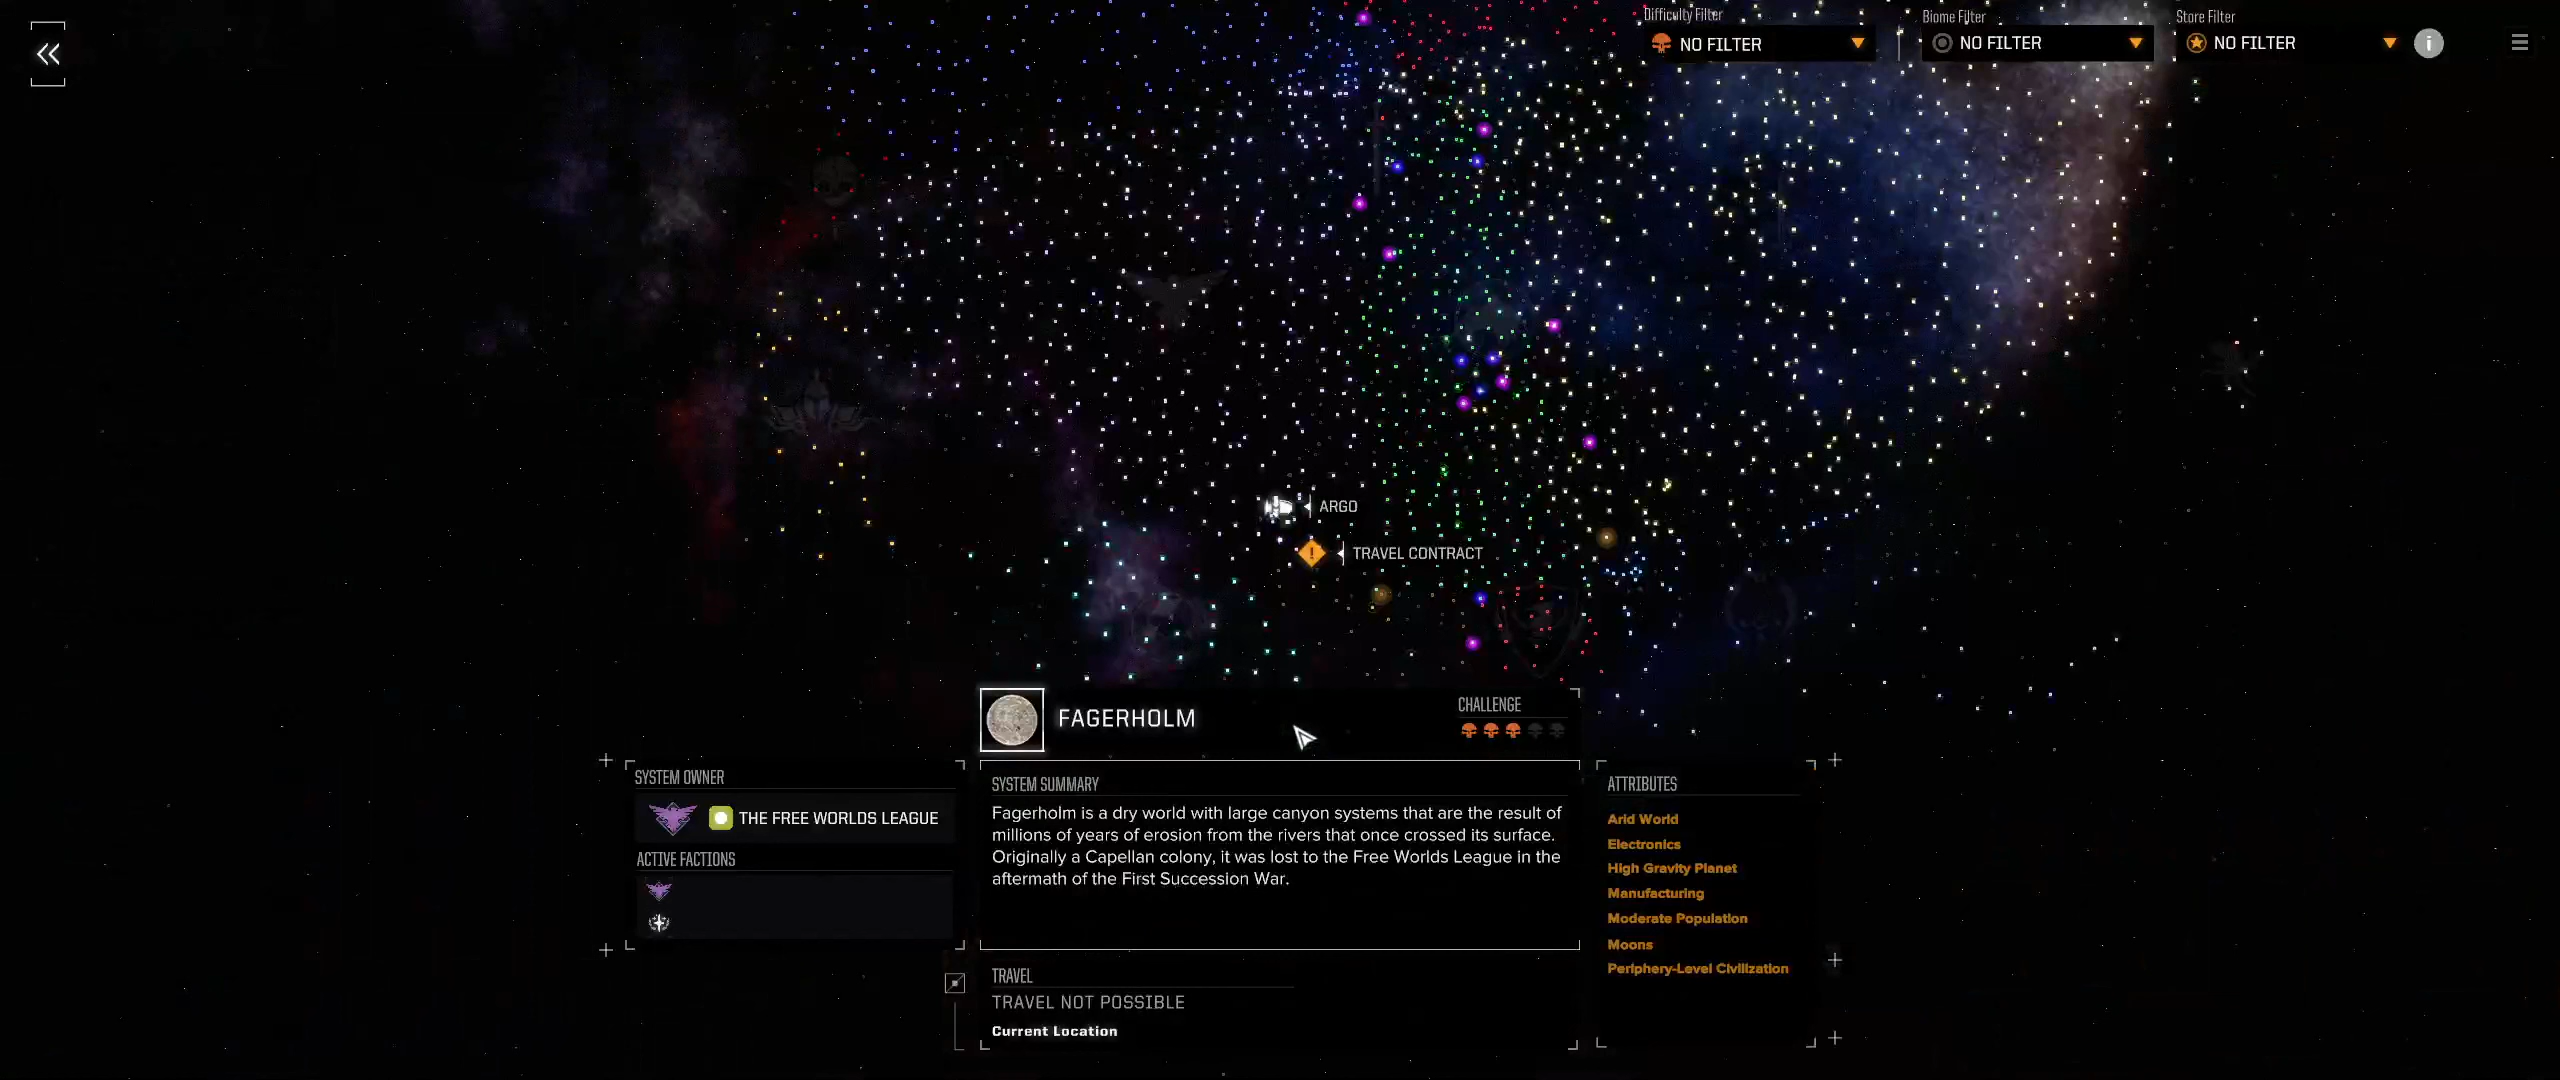 Difficulty Filter
NO FILTER
Biome Filter
NO FILTER
Store Filter
NO FILTER
ARGO
TRAVEL CONTRACT
FAGERHOLM
CHALLENGE
SYSTEM OWNER
THE FREE WORLDS LEAGUE
ACTIVE FACTIONS
SYSTEM SUMMARY
Fagerholm is a dry world with large canyon systems that are the result of
millions of years of erosion from the rivers that once crossed its surface.
Originally a Capellan colony, it was lost to the Free Worlds League in the
aftermath of the First Succession War.
TRAVEL
TRAVEL NOT POSSIBLE
Current Location
ATTRIBUTES
Arid World
Electronics
High Gravity Planet
Manufacturing
Moderate Population
Moons
Periphery-Level Civilization